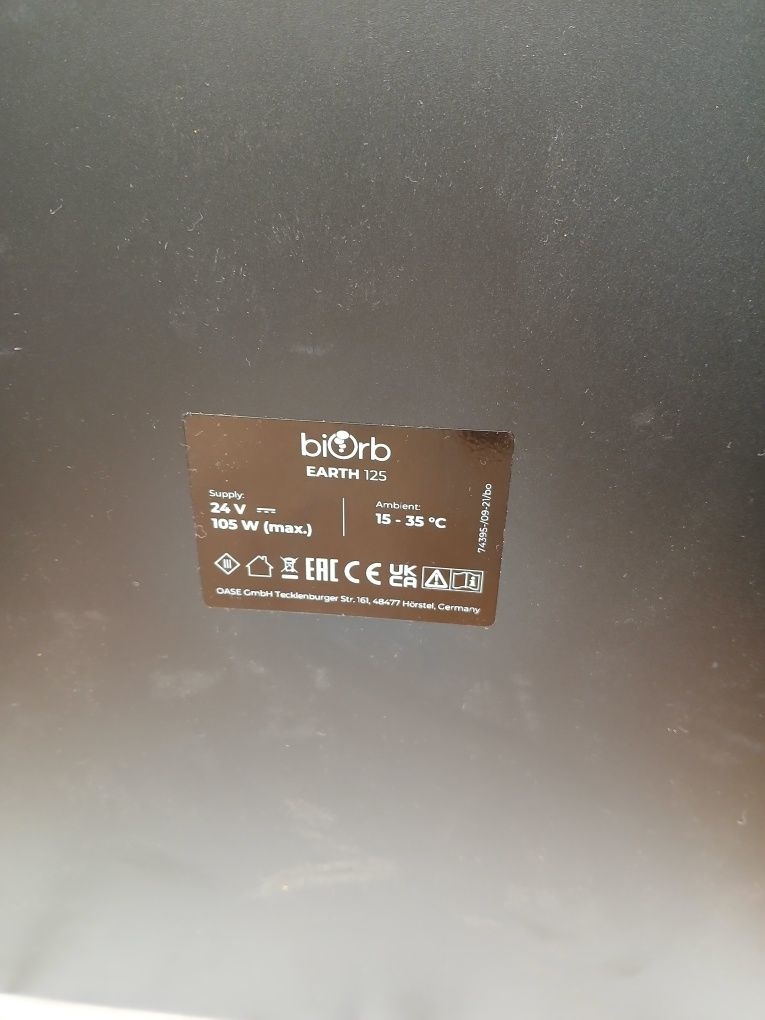 biOrb
EARTH 125
Supply:
24 V
105 W (max.)
Ambient:
15 - 35 °C
74395-/09-21/bo
III
EAC CE UK CA
i
OASE GmbH Tecklenburger Str. 161, 48477 Hörstel, Germany